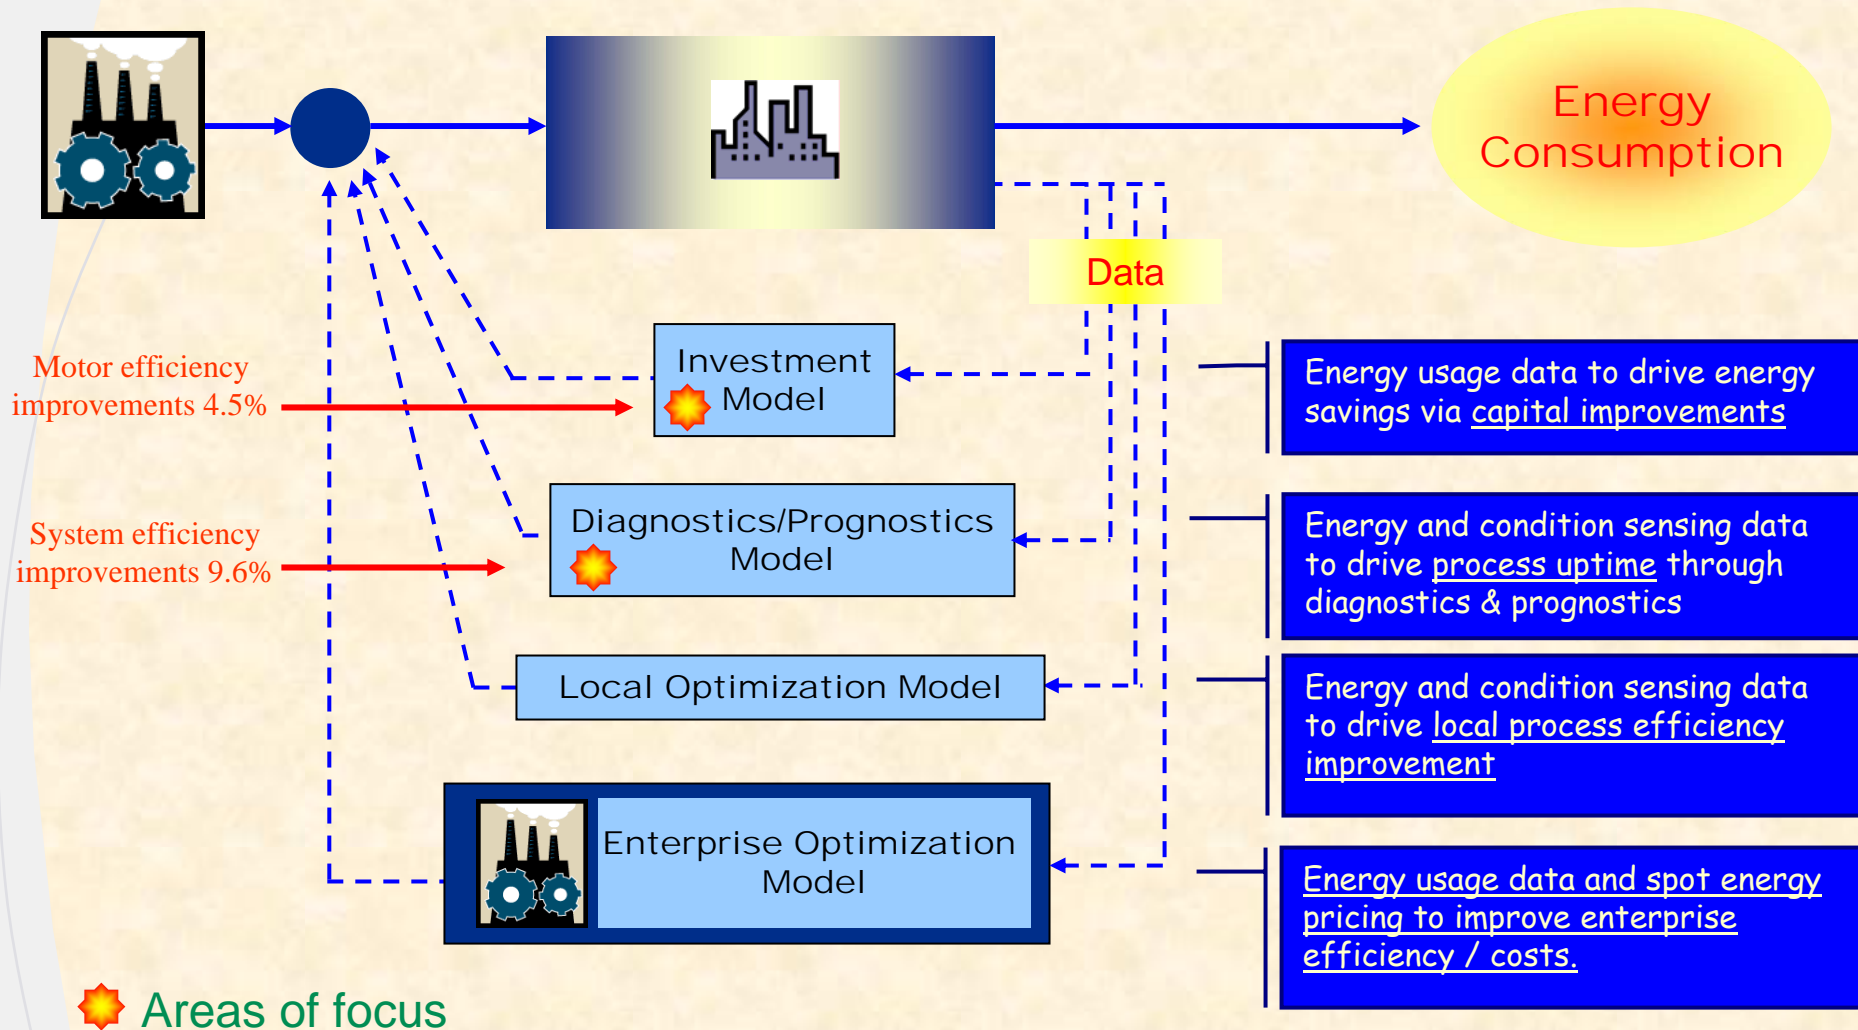 Energy
Consumption
Data
Motor efficiency
improvements 4.5%
Investment
Model
Energy usage data to drive energy
savings via capital improvements
System efficiency
improvements 9.6%
Diagnostics/Prognostics
Model
Energy and condition sensing data
to drive process uptime through
diagnostics & prognostics
Local Optimization Model
Energy and condition sensing data
to drive local process efficiency
improvement
Enterprise Optimization
Model
Energy usage data and spot energy
pricing to improve enterprise
efficiency / costs.
Areas of focus